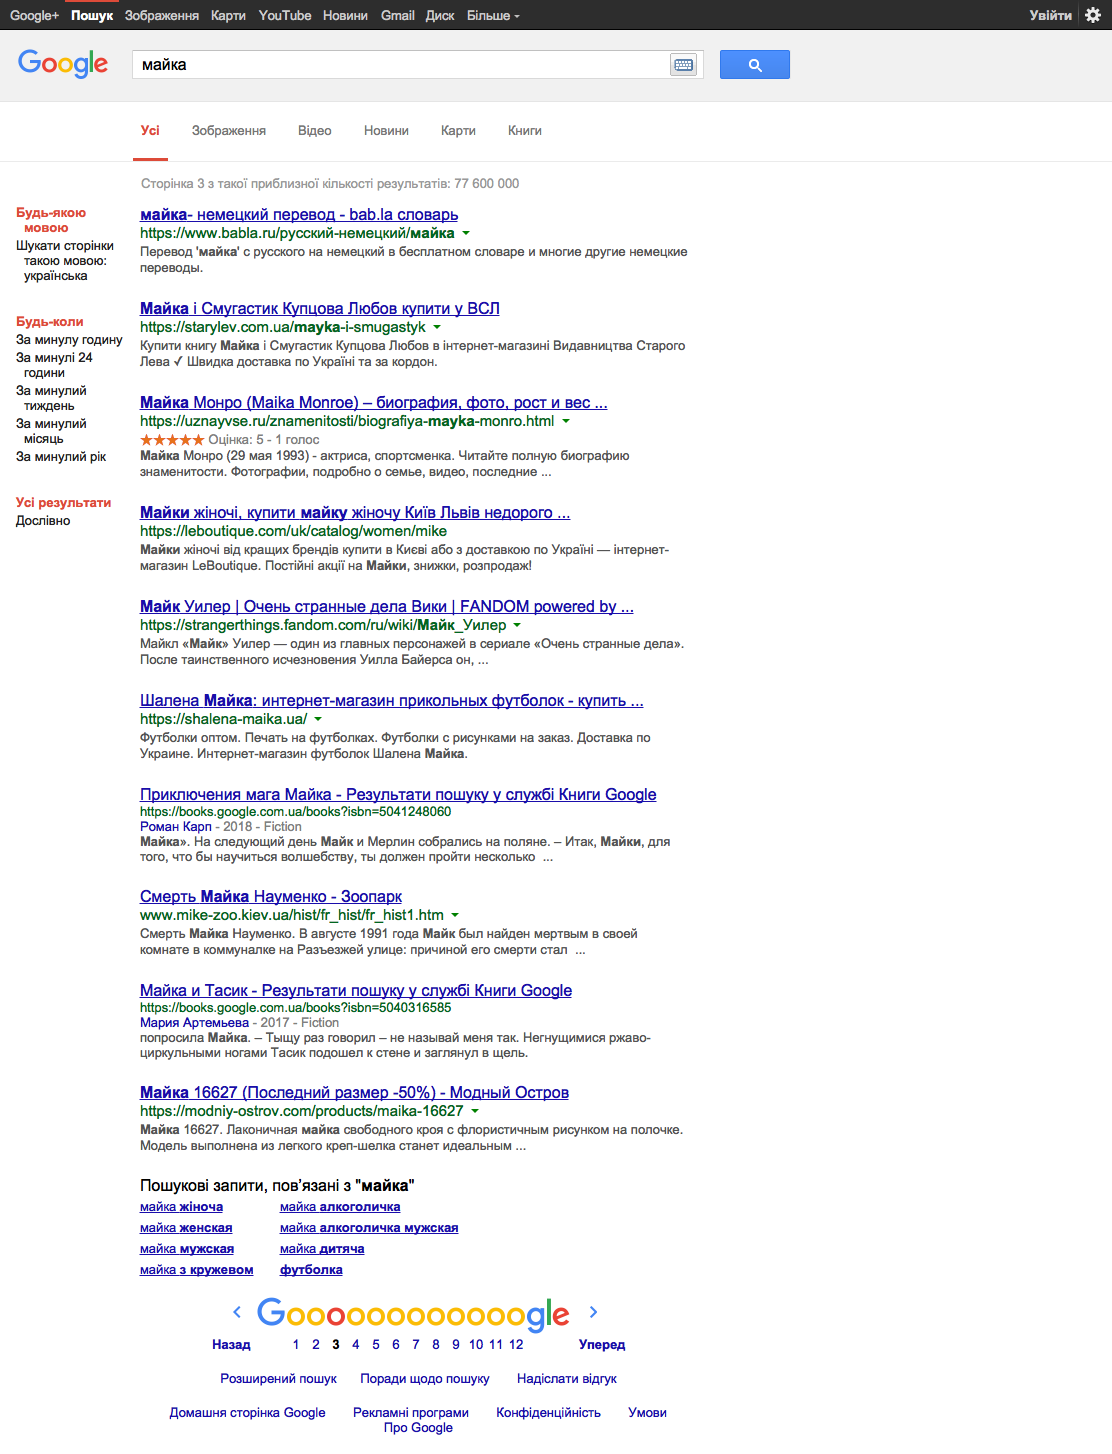 Google+ Пошук Зображення Карти YouTube Новини Gmail Диск Більше Увійти
Google майка
Усі Зображення Відео Новини Карти Книги
Сторінка 3 з такої приблизної кількості результатів: 77 600 000
Будь-якою
мовою
Шукати сторінки
такою мовою:
українська
Будь-коли
За минулу годину
За минулі 24
години
За минулий
тиждень
За минулий
місяць
За минулий рік
Усі результати
Дослівно
майка- немецкий перевод - bab.la словарь
https://www.babla.ru/русский-немецкий/майка
Перевод 'майка' с русского на немецкий в бесплатном словаре и многие другие немецкие
переводы.
Майка і Смугастик Купцова Любов купити у ВСЛ
https://starylev.com.ua/mayka-i-smugastyk
Купити книгу Майка і Смугастик Купцова Любов в інтернет-магазині Видавництва Старого
Лева ✓ Швидка доставка по Україні та за кордон.
Майка Монро (Maika Monroe) – биография, фото, рост и вес ...
https://uznayvse.ru/znamenitosti/biografiya-mayka-monro.html
★★★★★ Оцінка: 5 - 1 голос
Майка Монро (29 мая 1993) - актриса, спортсменка. Читайте полную биографию
знаменитости. Фотографии, подробно о семье, видео, последние ...
Майки жіночі, купити майку жіночу Київ Львів недорого ...
https://leboutique.com/uk/catalog/women/mike
Майки жіночі від кращих брендів купити в Києві або з доставкою по Україні — інтернет-
магазин LeBoutique. Постійні акції на Майки, знижки, розпродаж!
Майк Уилер | Очень странные дела Вики | FANDOM powered by ...
https://strangerthings.fandom.com/ru/wiki/Майк_Уилер
Майкл «Майк» Уилер — один из главных персонажей в сериале «Очень странные дела».
После таинственного исчезновения Уилла Байерса он, ...
Шалена Майка: интернет-магазин прикольных футболок - купить ...
https://shalena-maika.ua/
Футболки оптом. Печать на футболках. Футболки с рисунками на заказ. Доставка по
Украине. Интернет-магазин футболок Шалена Майка.
Приключения мага Майка - Результати пошуку у службі Книги Google
https://books.google.com.ua/books?isbn=5041248060
Роман Карп - 2018 - Fiction
Майка». На следующий день Майк и Мерлин собрались на поляне. – Итак, Майки, для
того, что бы научиться волшебству, ты должен пройти несколько ...
Смерть Майка Науменко - Зоопарк
www.mike-zoo.kiev.ua/hist/fr_hist/fr_hist1.htm
Смерть Майка Науменко. В августе 1991 года Майк был найден мертвым в своей
комнате в коммуналке на Разъезжей улице: причиной его смерти стал ...
Майка и Тасик - Результати пошуку у службі Книги Google
https://books.google.com.ua/books?isbn=5040316585
Мария Артемьева - 2017 - Fiction
попросила Майка. – Тыщу раз говорил – не называй меня так. Негнущимися ржаво-
циркульными ногами Тасик подошел к стене и заглянул в щель.
Майка 16627 (Последний размер -50%) - Модный Остров
https://modniy-ostrov.com/products/maika-16627
Майка 16627. Лаконичная майка свободного кроя с флористичным рисунком на полочке.
Модель выполнена из легкого креп-шелка станет идеальным ...
Пошукові запити, пов’язані з "майка"
майка жіноча майка алкоголичка
майка женская майка алкоголичка мужская
майка мужская майка дитяча
майка з кружевом футболка
Goooooooooooogle
Назад 1 2 3 4 5 6 7 8 9 10 11 12 Уперед
Розширений пошук Поради щодо пошуку Надіслати відгук
Домашня сторінка Google Рекламні програми Конфіденційність Умови
Про Google